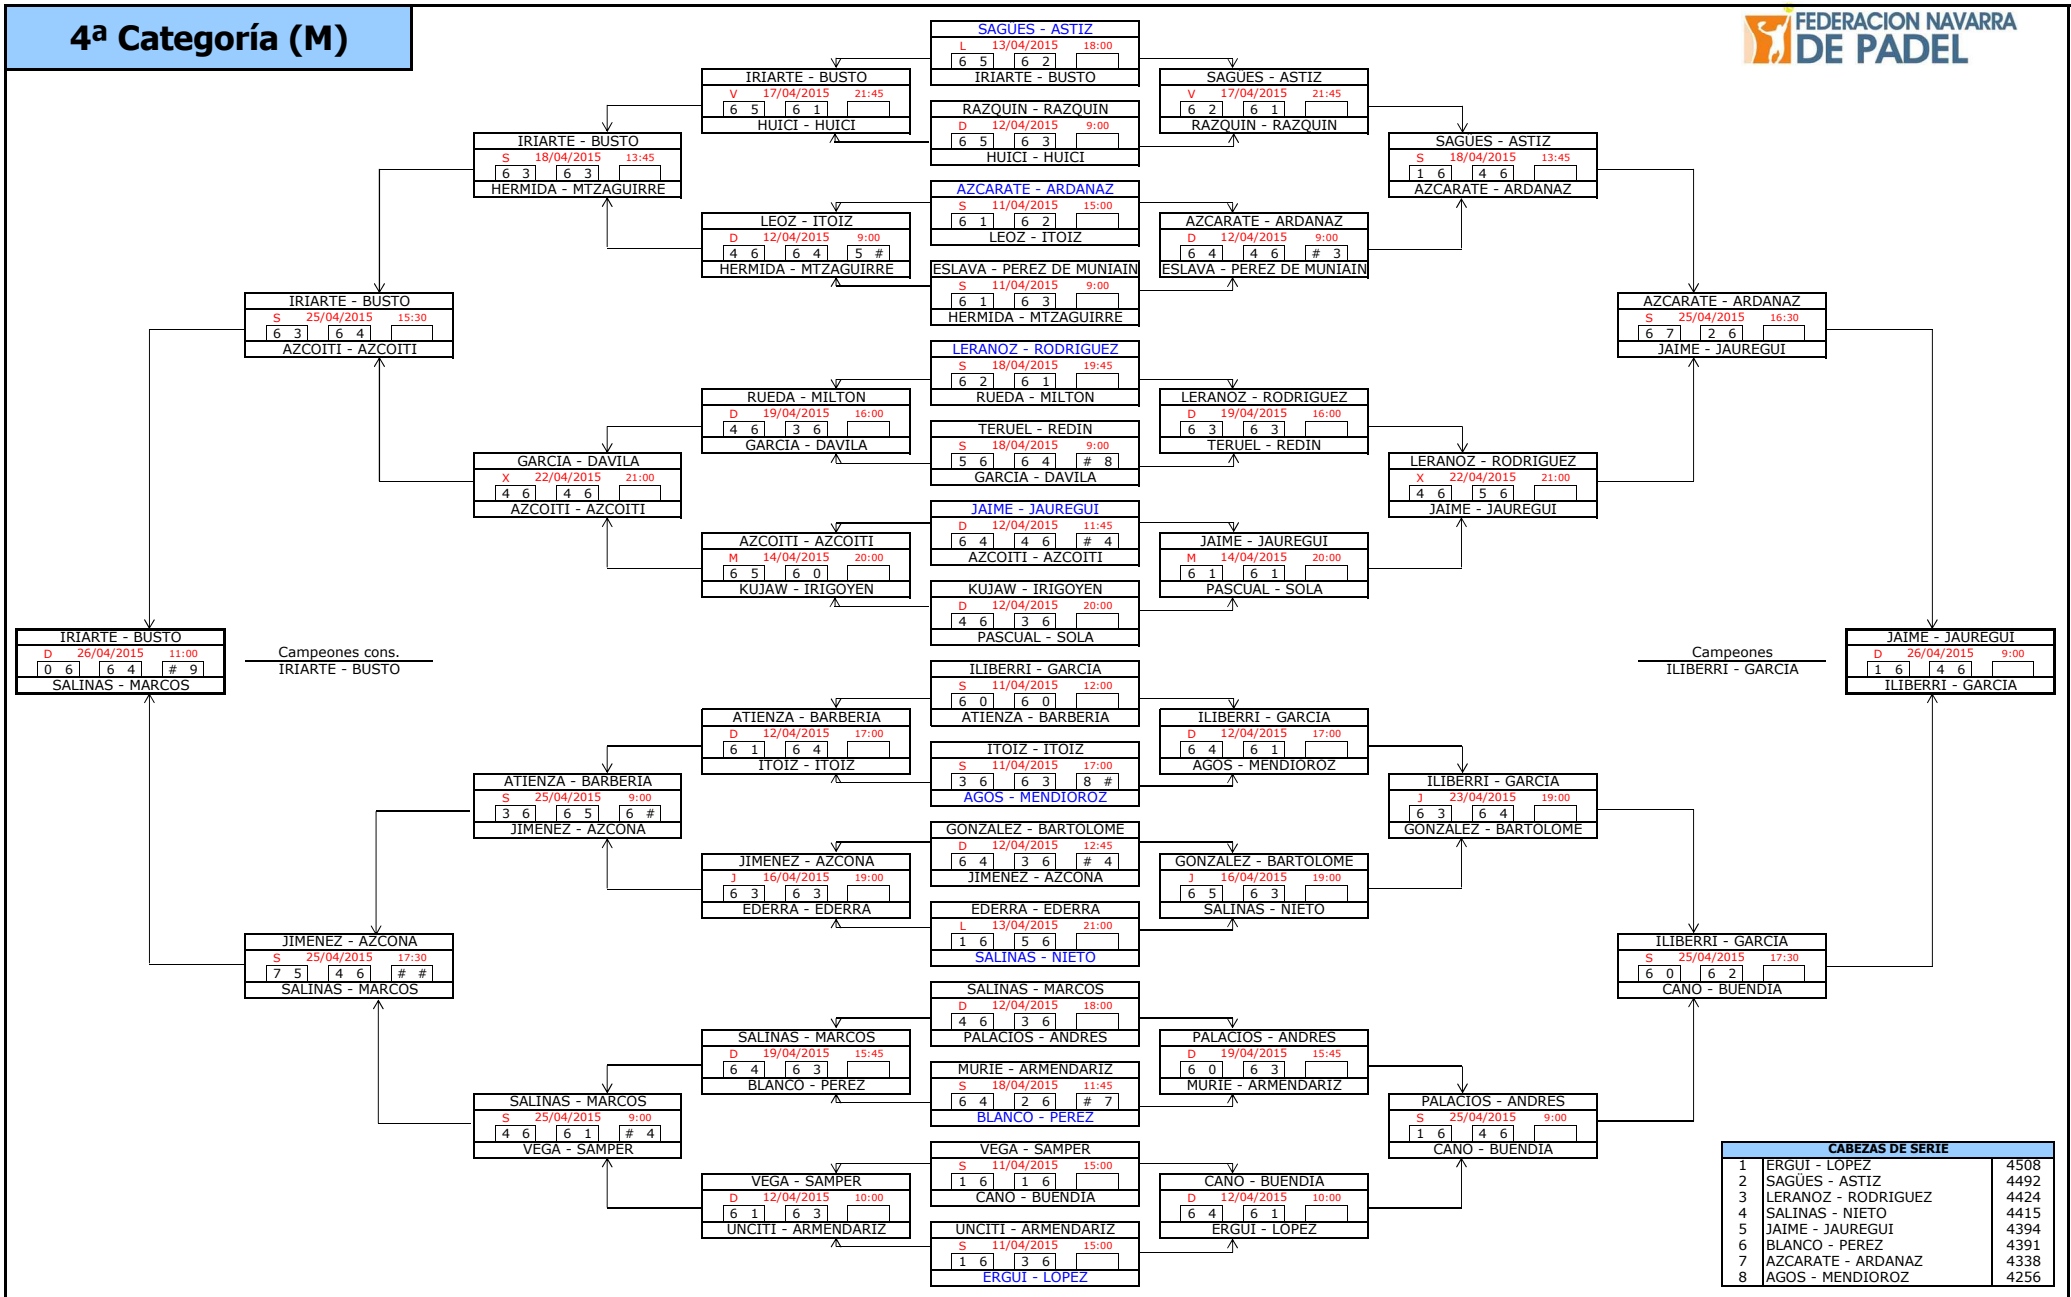 4ª Categoría (M)
FEDERACION NAVARRA
DE PADEL
IRIARTE - BUSTO
D 26/04/2015 11:00
0 6 6 4 # 9
SALINAS - MARCOS
Campeones cons.
IRIARTE - BUSTO
IRIARTE - BUSTO
S 25/04/2015 15:30
6 3 6 4
AZCOITI - AZCOITI
JIMENEZ - AZCONA
S 25/04/2015 17:30
7 5 4 6 # #
SALINAS - MARCOS
IRIARTE - BUSTO
S 18/04/2015 13:45
6 3 6 3
HERMIDA - MTZAGUIRRE
GARCIA - DAVILA
X 22/04/2015 21:00
4 6 4 6
AZCOITI - AZCOITI
ATIENZA - BARBERIA
S 25/04/2015 9:00
3 6 6 5 6 #
JIMENEZ - AZCONA
SALINAS - MARCOS
S 25/04/2015 9:00
4 6 6 1 # 4
VEGA - SAMPER
IRIARTE - BUSTO
V 17/04/2015 21:45
6 5 6 1
HUICI - HUICI
LEOZ - ITOIZ
D 12/04/2015 9:00
4 6 6 4 5 #
HERMIDA - MTZAGUIRRE
RUEDA - MILTON
D 19/04/2015 16:00
4 6 3 6
GARCIA - DAVILA
AZCOITI - AZCOITI
M 14/04/2015 20:00
6 5 6 0
KUJAW - IRIGOYEN
ATIENZA - BARBERIA
D 12/04/2015 17:00
6 1 6 4
ITOIZ - ITOIZ
JIMENEZ - AZCONA
J 16/04/2015 19:00
6 3 6 3
EDERRA - EDERRA
SALINAS - MARCOS
D 19/04/2015 15:45
6 4 6 3
BLANCO - PEREZ
VEGA - SAMPER
D 12/04/2015 10:00
6 1 6 3
UNCITI - ARMENDARIZ
SAGÜES - ASTIZ
L 13/04/2015 18:00
6 5 6 2
IRIARTE - BUSTO
RAZQUIN - RAZQUIN
D 12/04/2015 9:00
6 5 6 3
HUICI - HUICI
AZCARATE - ARDANAZ
S 11/04/2015 15:00
6 1 6 2
LEOZ - ITOIZ
ESLAVA - PEREZ DE MUNIAIN
S 11/04/2015 9:00
6 1 6 3
HERMIDA - MTZAGUIRRE
LERANOZ - RODRIGUEZ
S 18/04/2015 19:45
6 2 6 1
RUEDA - MILTON
TERUEL - REDIN
S 18/04/2015 9:00
5 6 6 4 # 8
GARCIA - DAVILA
JAIME - JAUREGUI
D 12/04/2015 11:45
6 4 4 6 # 4
AZCOITI - AZCOITI
KUJAW - IRIGOYEN
D 12/04/2015 20:00
4 6 3 6
PASCUAL - SOLA
ILIBERRI - GARCIA
S 11/04/2015 12:00
6 0 6 0
ATIENZA - BARBERIA
ITOIZ - ITOIZ
S 11/04/2015 17:00
3 6 6 3 8 #
AGOS - MENDIOROZ
GONZALEZ - BARTOLOME
D 12/04/2015 12:45
6 4 3 6 # 4
JIMENEZ - AZCONA
EDERRA - EDERRA
L 13/04/2015 21:00
1 6 5 6
SALINAS - NIETO
SALINAS - MARCOS
D 12/04/2015 18:00
4 6 3 6
PALACIOS - ANDRES
MURIE - ARMENDARIZ
S 18/04/2015 11:45
6 4 2 6 # 7
BLANCO - PEREZ
VEGA - SAMPER
S 11/04/2015 15:00
1 6 1 6
CANO - BUENDIA
UNCITI - ARMENDARIZ
S 11/04/2015 15:00
1 6 3 6
ERGUI - LOPEZ
SAGÜES - ASTIZ
V 17/04/2015 21:45
6 2 6 1
RAZQUIN - RAZQUIN
AZCARATE - ARDANAZ
D 12/04/2015 9:00
6 4 4 6 # 3
ESLAVA - PEREZ DE MUNIAIN
LERANOZ - RODRIGUEZ
D 19/04/2015 16:00
6 3 6 3
TERUEL - REDIN
JAIME - JAUREGUI
M 14/04/2015 20:00
6 1 6 1
PASCUAL - SOLA
ILIBERRI - GARCIA
D 12/04/2015 17:00
6 4 6 1
AGOS - MENDIOROZ
GONZALEZ - BARTOLOME
J 16/04/2015 19:00
6 5 6 3
SALINAS - NIETO
PALACIOS - ANDRES
D 19/04/2015 15:45
6 0 6 3
MURIE - ARMENDARIZ
CANO - BUENDIA
D 12/04/2015 10:00
6 4 6 1
ERGUI - LOPEZ
SAGÜES - ASTIZ
S 18/04/2015 13:45
1 6 4 6
AZCARATE - ARDANAZ
LERANOZ - RODRIGUEZ
X 22/04/2015 21:00
4 6 5 6
JAIME - JAUREGUI
ILIBERRI - GARCIA
J 23/04/2015 19:00
6 3 6 4
GONZALEZ - BARTOLOME
PALACIOS - ANDRES
S 25/04/2015 9:00
1 6 4 6
CANO - BUENDIA
AZCARATE - ARDANAZ
S 25/04/2015 16:30
6 7 2 6
JAIME - JAUREGUI
ILIBERRI - GARCIA
S 25/04/2015 17:30
6 0 6 2
CANO - BUENDIA
Campeones
ILIBERRI - GARCIA
JAIME - JAUREGUI
D 26/04/2015 9:00
1 6 4 6
ILIBERRI - GARCIA
CABEZAS DE SERIE
1 ERGUI - LOPEZ 4508
2 SAGÜES - ASTIZ 4492
3 LERANOZ - RODRIGUEZ 4424
4 SALINAS - NIETO 4415
5 JAIME - JAUREGUI 4394
6 BLANCO - PEREZ 4391
7 AZCARATE - ARDANAZ 4338
8 AGOS - MENDIOROZ 4256